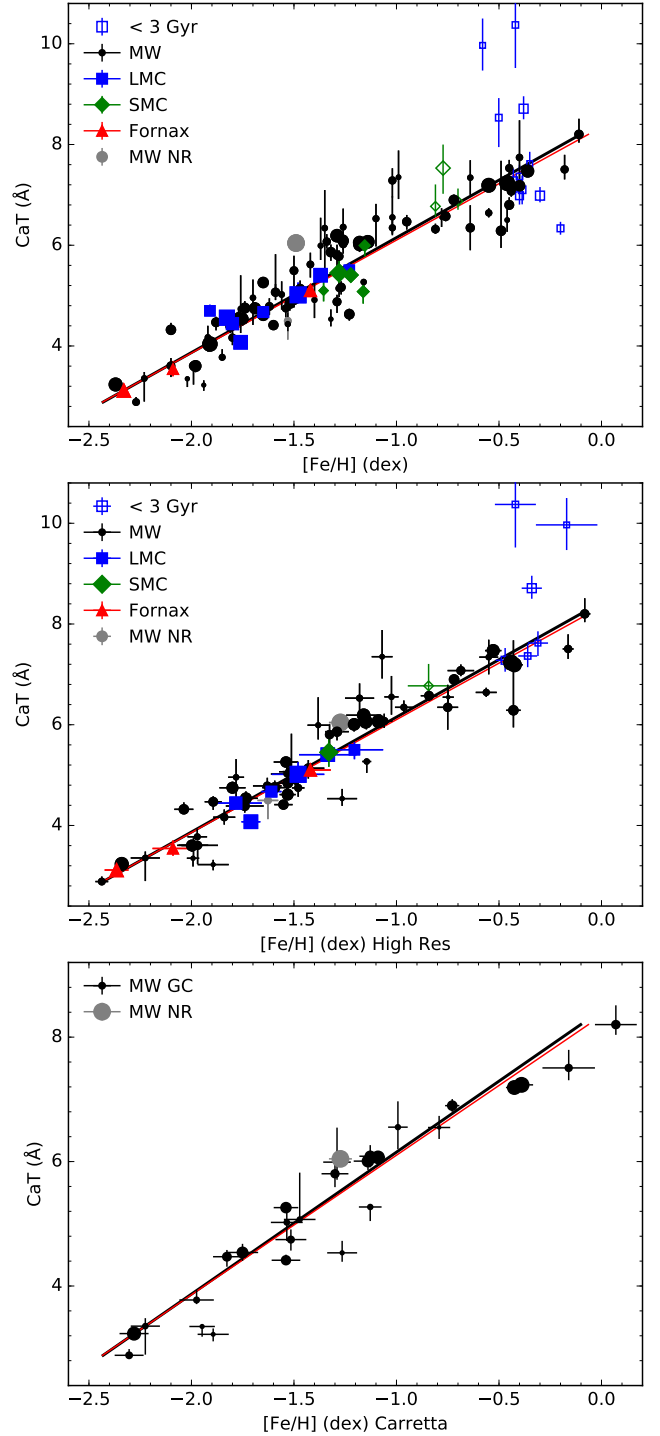 10
8
6
4
CaT (Å)
< 3 Gyr
MW
LMC
SMC
Fornax
MW NR
−2.5 −2.0 −1.5 −1.0 −0.5 0.0
[Fe/H] (dex)
10
8
6
4
CaT (Å)
< 3 Gyr
MW
LMC
SMC
Fornax
MW NR
−2.5 −2.0 −1.5 −1.0 −0.5 0.0
[Fe/H] (dex) High Res
8
6
4
CaT (Å)
MW GC
MW NR
−2.5 −2.0 −1.5 −1.0 −0.5 0.0
[Fe/H] (dex) Carretta